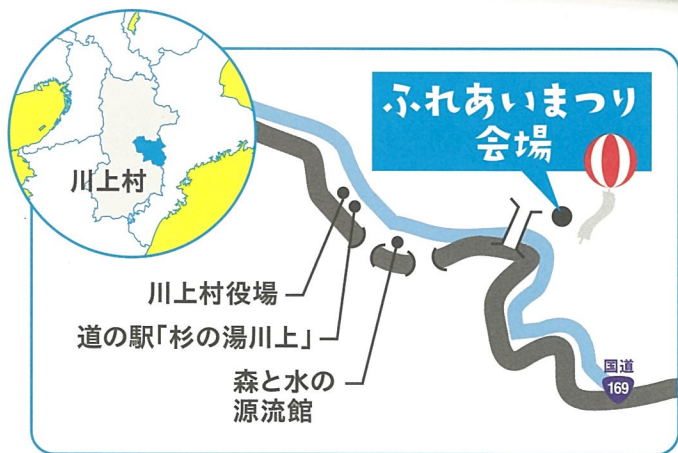 川上村
ふれあいまつり
会場
川上村役場
道の駅「杉の湯川上」
森と水の
源流館
国道
169